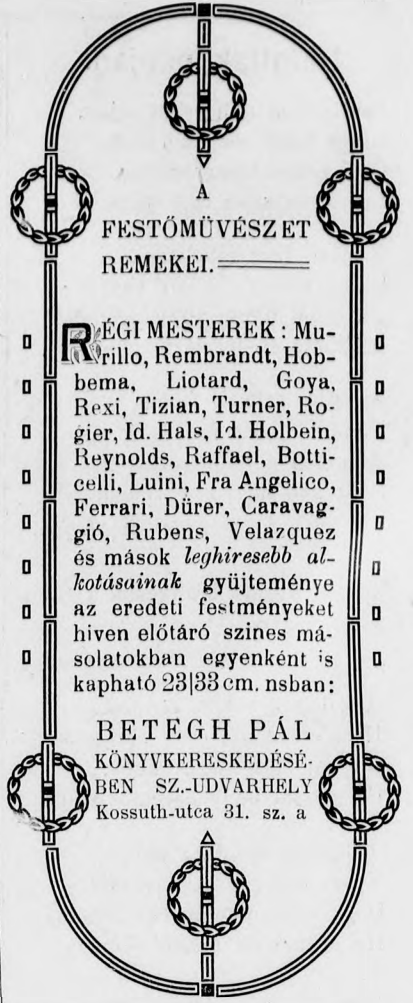 A
FESTŐMŰVÉSZET
REMEKEI.
RÉGI MESTEREK: Mu-
rillo, Rembrandt, Hob-
bema, Liotard, Goya,
Rexi, Tizian, Turner, Ro-
gier, Id. Hals, Id. Holbein,
Reynolds, Raffael, Botti-
celli, Luini, Fra Angelico,
Ferrari, Dürer, Caravag-
gió, Rubens, Velazquez
és mások leghiresebb al-
kotásainak gyüjteménye
az eredeti festményeket
hiven előtáró szines má-
solatokban egyenként is
kapható 23|33 cm. nsban:
BETEGH PÁL
KÖNYVKERESKEDÉSÉ-
BEN SZ.-UDVARHELY
Kossuth-utca 31. sz. a